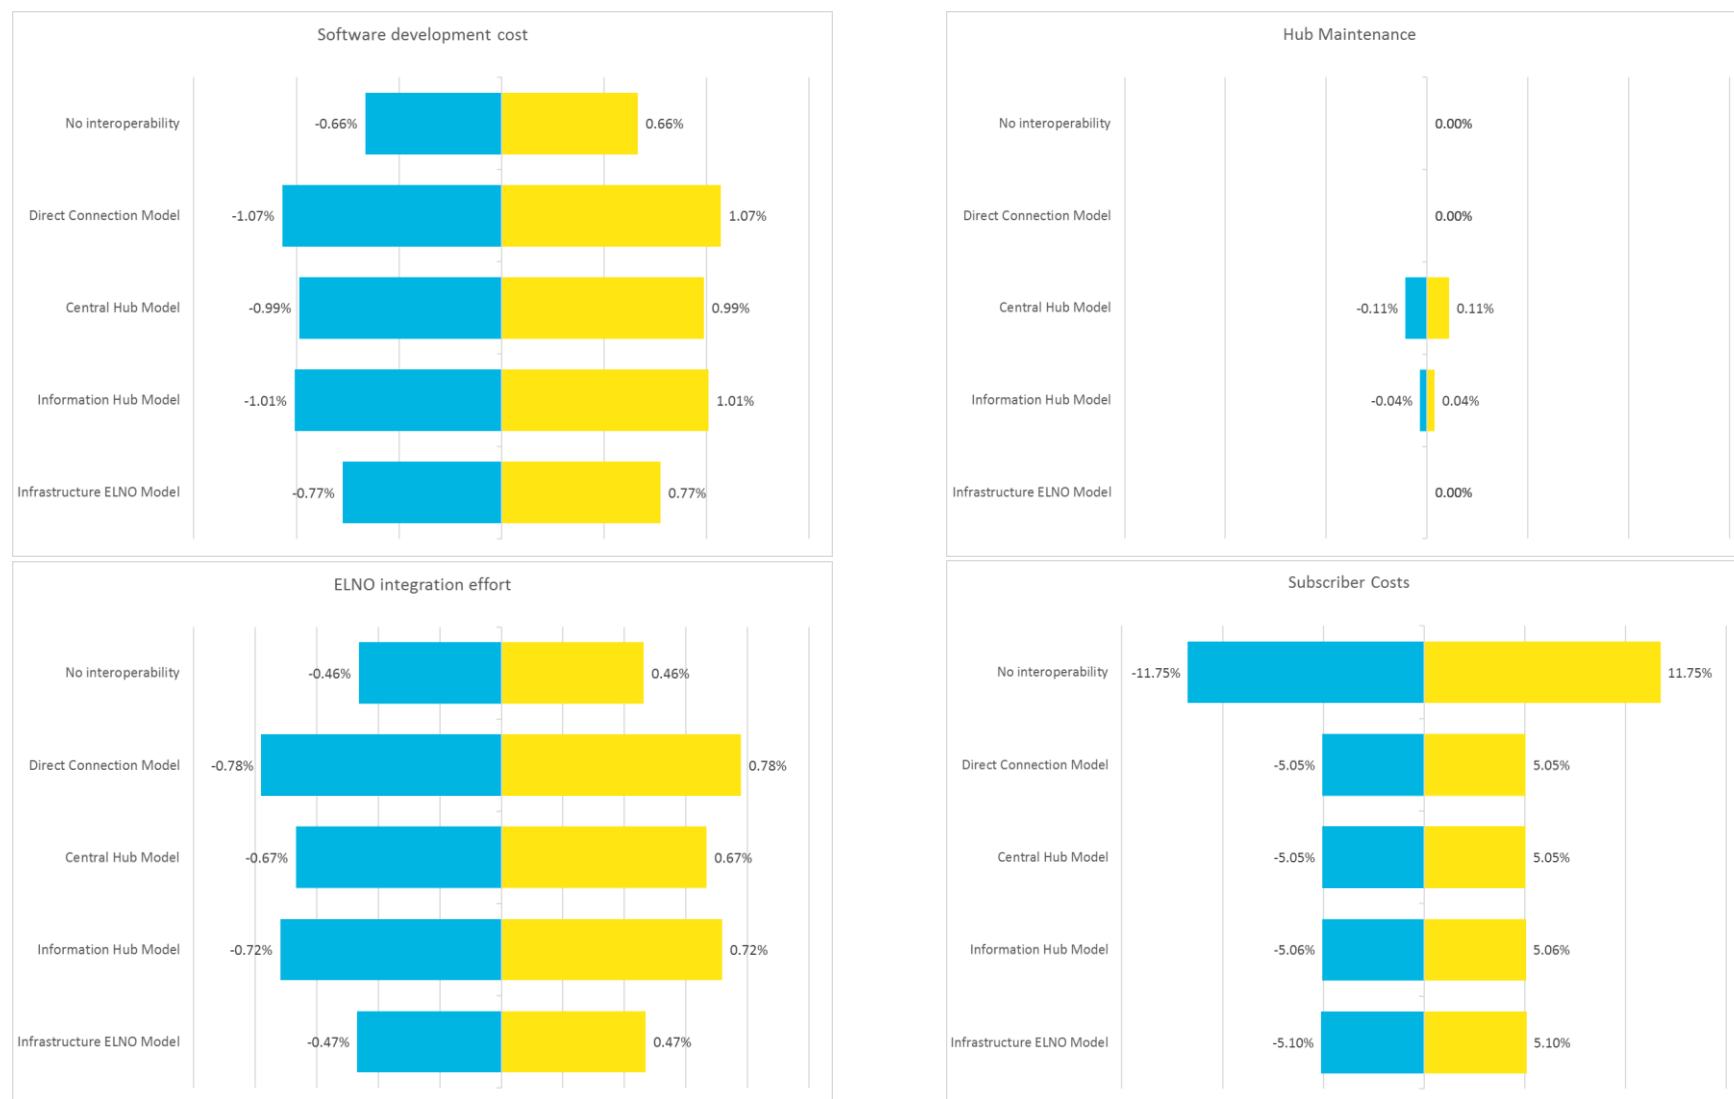 Software development cost
No interoperability
-0.66%
0.66%
Direct Connection Model
-1.07%
1.07%
Central Hub Model
-0.99%
0.99%
Information Hub Model
-1.01%
1.01%
Infrastructure ELNO Model
-0.77%
0.77%
Hub Maintenance
No interoperability
0.00%
Direct Connection Model
0.00%
Central Hub Model
-0.11%
0.11%
Information Hub Model
-0.04%
0.04%
Infrastructure ELNO Model
0.00%
ELNO integration effort
No interoperability
-0.46%
0.46%
Direct Connection Model
-0.78%
0.78%
Central Hub Model
-0.67%
0.67%
Information Hub Model
-0.72%
0.72%
Infrastructure ELNO Model
-0.47%
0.47%
Subscriber Costs
No interoperability
-11.75%
11.75%
Direct Connection Model
-5.05%
5.05%
Central Hub Model
-5.05%
5.05%
Information Hub Model
-5.06%
5.06%
Infrastructure ELNO Model
-5.10%
5.10%